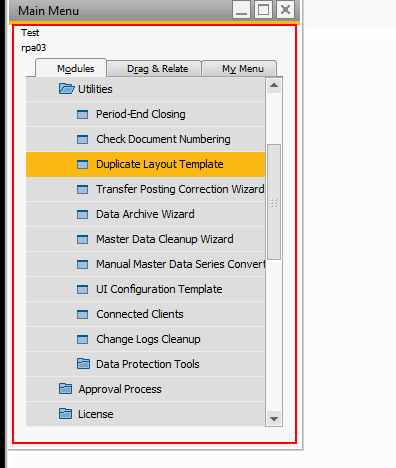 Main Menu
Test
rpa03
Modules
Drag & Relate
My Menu
Utilities
Period-End Closing
Check Document Numbering
Duplicate Layout Template
Transfer Posting Correction Wizard
Data Archive Wizard
Master Data Cleanup Wizard
Manual Master Data Series Convert
UI Configuration Template
Connected Clients
Change Logs Cleanup
Data Protection Tools
Approval Process
License